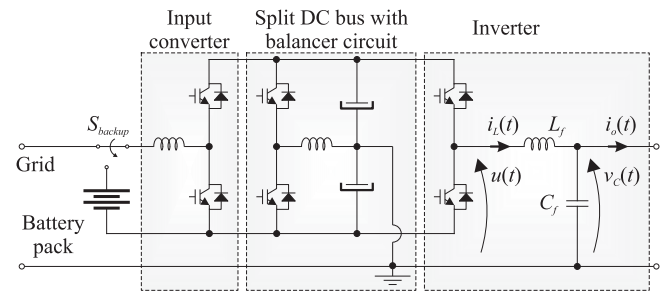 Input
converter
Split DC bus with
balancer circuit
Inverter
S_backup
Grid
Battery
pack
i_L(t)
L_f
i_o(t)
u(t)
v_C(t)
C_f